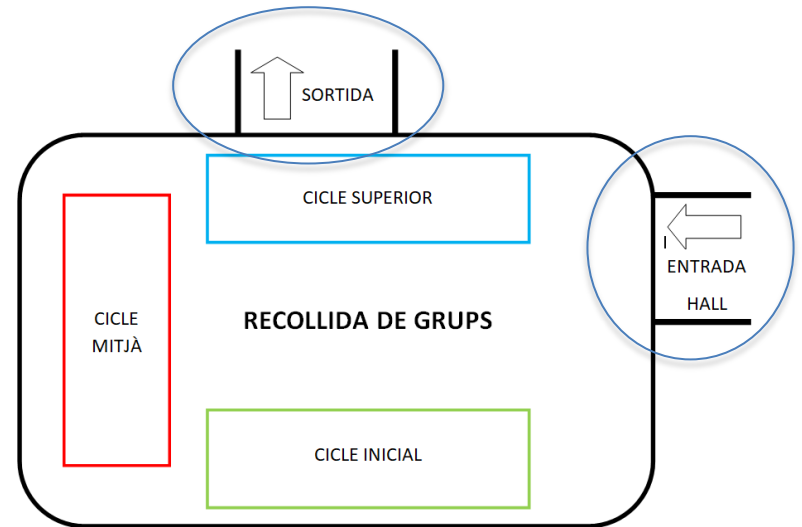 SORTIDA
CICLE SUPERIOR
ENTRADA
HALL
CICLE
MITJÀ
RECOLLIDA DE GRUPS
CICLE INICIAL